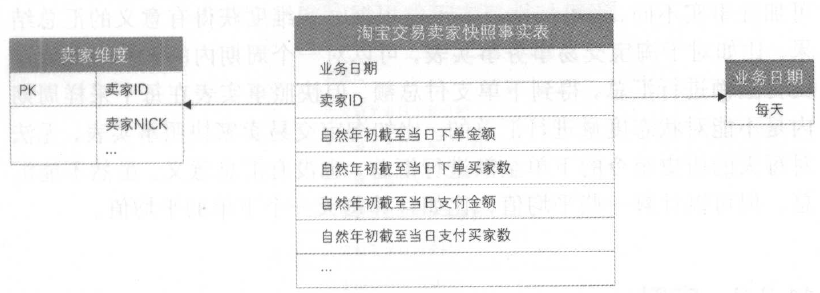 卖家维度
PK
卖家ID
卖家NICK
...
淘宝交易卖家快照事实表
业务日期
卖家ID
自然年初截至当日下单金额
自然年初截至当日下单买家数
自然年初截至当日支付金额
自然年初截至当日支付买家数
...
业务日期
每天